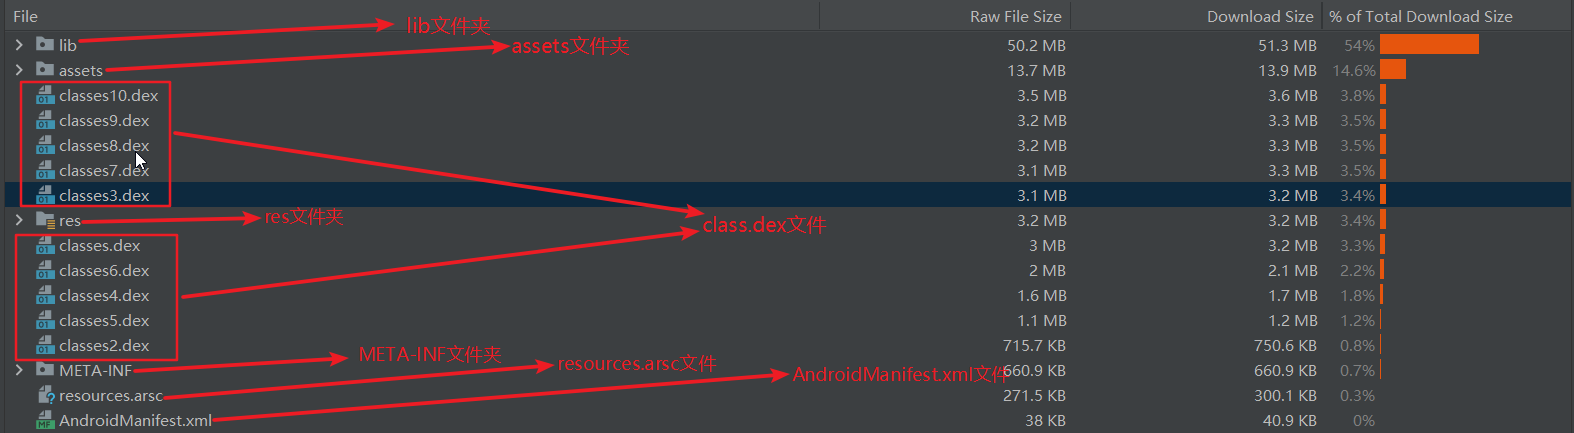 File Raw File Size Download Size % of Total Download Size
lib lib文件夹 50.2 MB 51.3 MB 54%
assets assets文件夹 13.7 MB 13.9 MB 14.6%
classes10.dex 3.5 MB 3.6 MB 3.8%
classes9.dex 3.2 MB 3.3 MB 3.5%
classes8.dex 3.2 MB 3.3 MB 3.5%
classes7.dex 3.1 MB 3.3 MB 3.5%
classes3.dex 3.1 MB 3.2 MB 3.4%
res res文件夹 class.dex文件 3.2 MB 3.2 MB 3.4%
classes.dex 3 MB 3.2 MB 3.3%
classes6.dex 2 MB 2.1 MB 2.2%
classes4.dex 1.6 MB 1.7 MB 1.8%
classes5.dex 1.1 MB 1.2 MB 1.2%
classes2.dex META-INF文件夹 715.7 KB 750.6 KB 0.8%
META-INF resources.arsc文件 AndroidManifest.xml文件 660.9 KB 660.9 KB 0.7%
resources.arsc 271.5 KB 300.1 KB 0.3%
AndroidManifest.xml 38 KB 40.9 KB 0%